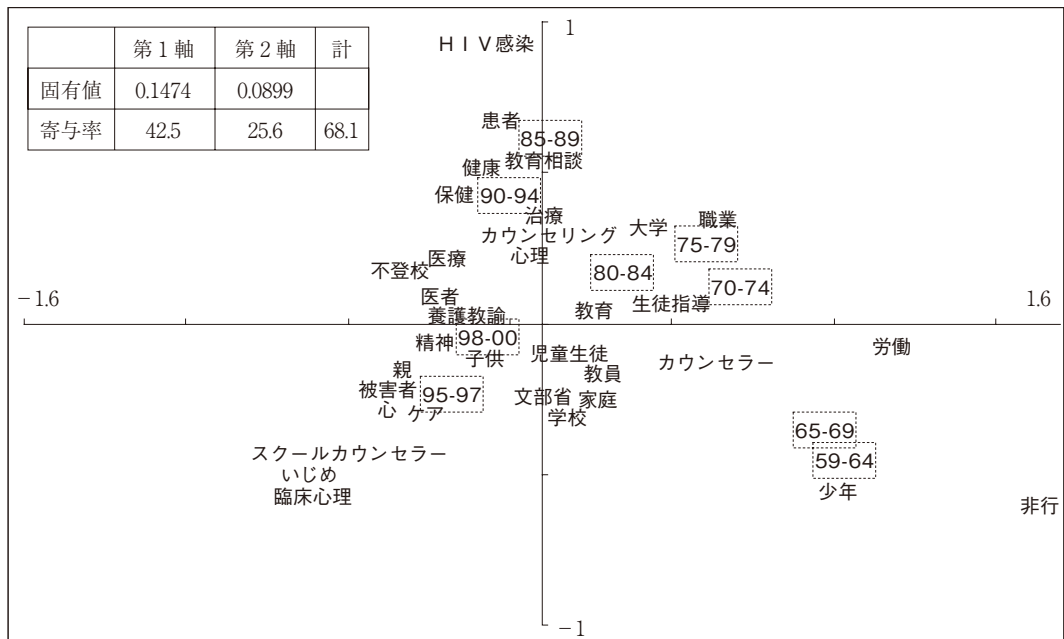 第1軸 第2軸 計
固有値 0.1474 0.0899
寄与率 42.5 25.6 68.1
1
ＨＩＶ感染
患者
85-89
教育相談
健康
保健
90-94
治療
大学
職業
カウンセリング
75-79
心理
医療
不登校
80-84
70-74
医者
生徒指導
−1.6
1.6
教育
養護教諭
98-00
精神
子供
児童生徒
労働
カウンセラー
親
教員
被害者
95-97
文部省
家庭
心
ケア
学校
65-69
スクールカウンセラー
59-64
いじめ
臨床心理
少年
非行
−1